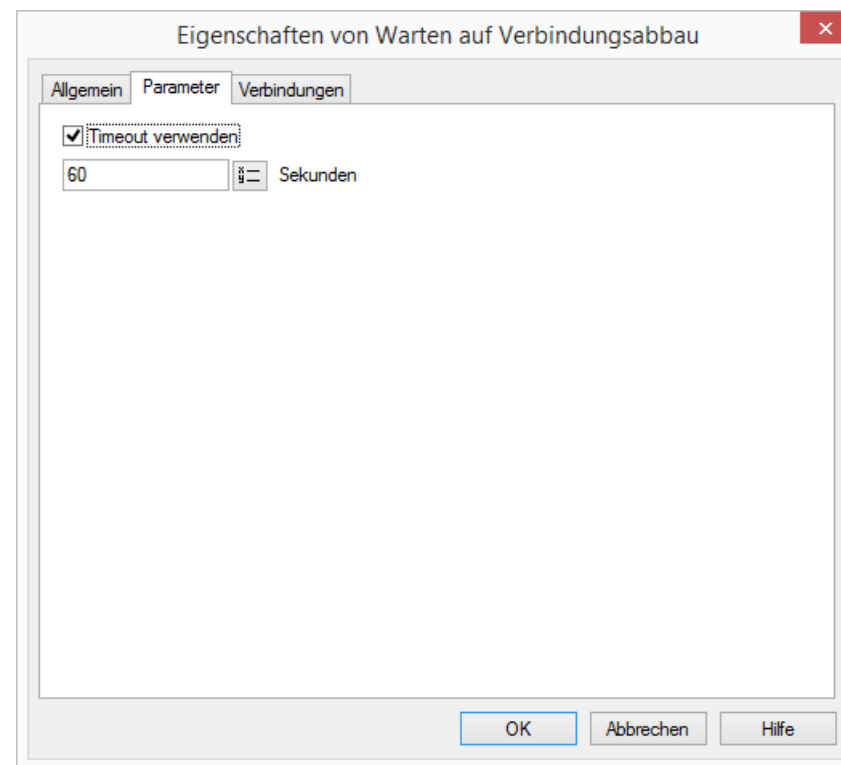 Eigenschaften von Warten auf Verbindungsabbau
Allgemein Parameter Verbindungen
Timeout verwenden
60 Sekunden
OK Abbrechen Hilfe